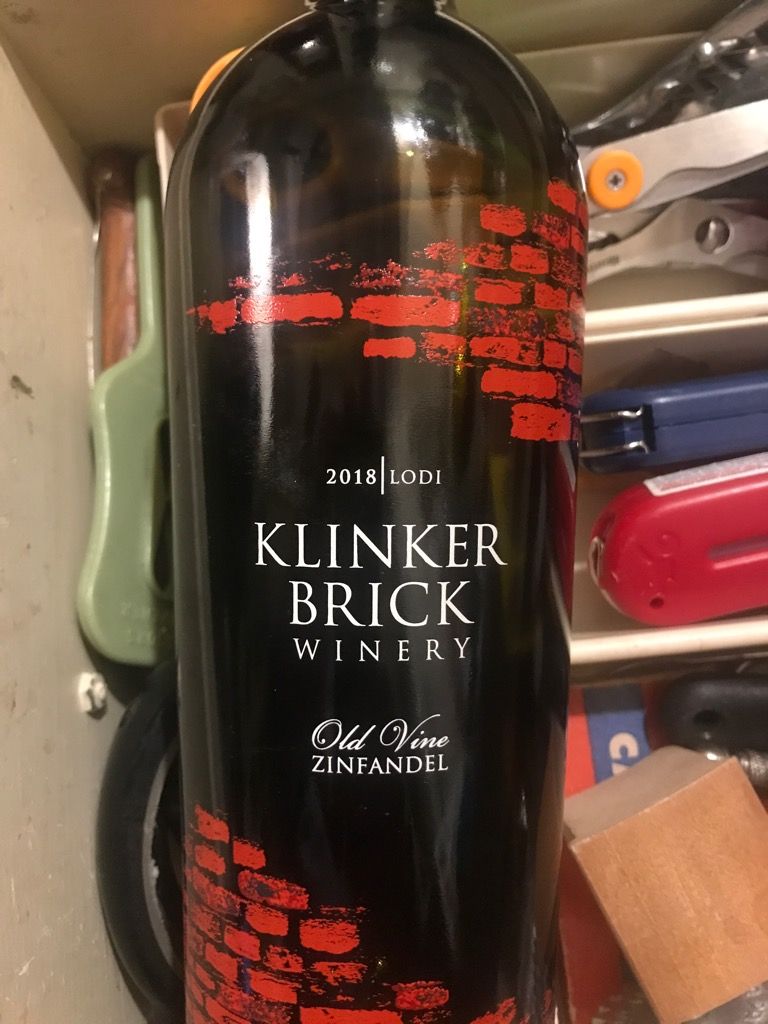 2018 | LODI
KLINKER
BRICK
WINERY
Old Vine
ZINFANDEL